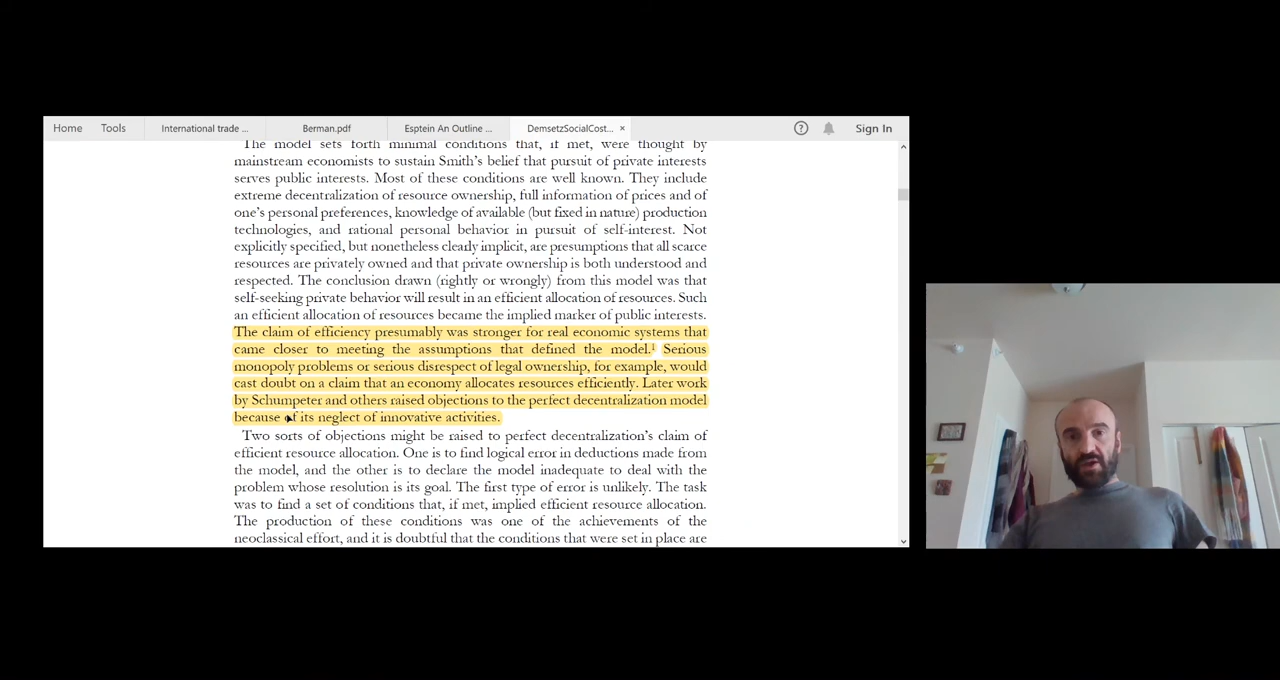 Home Tools International trade ... Berman.pdf Esptein An Outline ... DemsetzSocialCost... × Sign In
The model sets forth minimal conditions that, if met, were thought by
mainstream economists to sustain Smith's belief that pursuit of private interests
serves public interests. Most of these conditions are well known. They include
extreme decentralization of resource ownership, full information of prices and of
one's personal preferences, knowledge of available (but fixed in nature) production
technologies, and rational personal behavior in pursuit of self-interest. Not
explicitly specified, but nonetheless clearly implicit, are presumptions that all scarce
resources are privately owned and that private ownership is both understood and
respected. The conclusion drawn (rightly or wrongly) from this model was that
self-seeking private behavior will result in an efficient allocation of resources. Such
an efficient allocation of resources became the implied marker of public interests.
The claim of efficiency presumably was stronger for real economic systems that
came closer to meeting the assumptions that defined the model.1 Serious
monopoly problems or serious disrespect of legal ownership, for example, would
cast doubt on a claim that an economy allocates resources efficiently. Later work
by Schumpeter and others raised objections to the perfect decentralization model
because of its neglect of innovative activities.
Two sorts of objections might be raised to perfect decentralization's claim of
efficient resource allocation. One is to find logical error in deductions made from
the model, and the other is to declare the model inadequate to deal with the
problem whose resolution is its goal. The first type of error is unlikely. The task
was to find a set of conditions that, if met, implied efficient resource allocation.
The production of these conditions was one of the achievements of the
neoclassical effort, and it is doubtful that the conditions that were set in place are